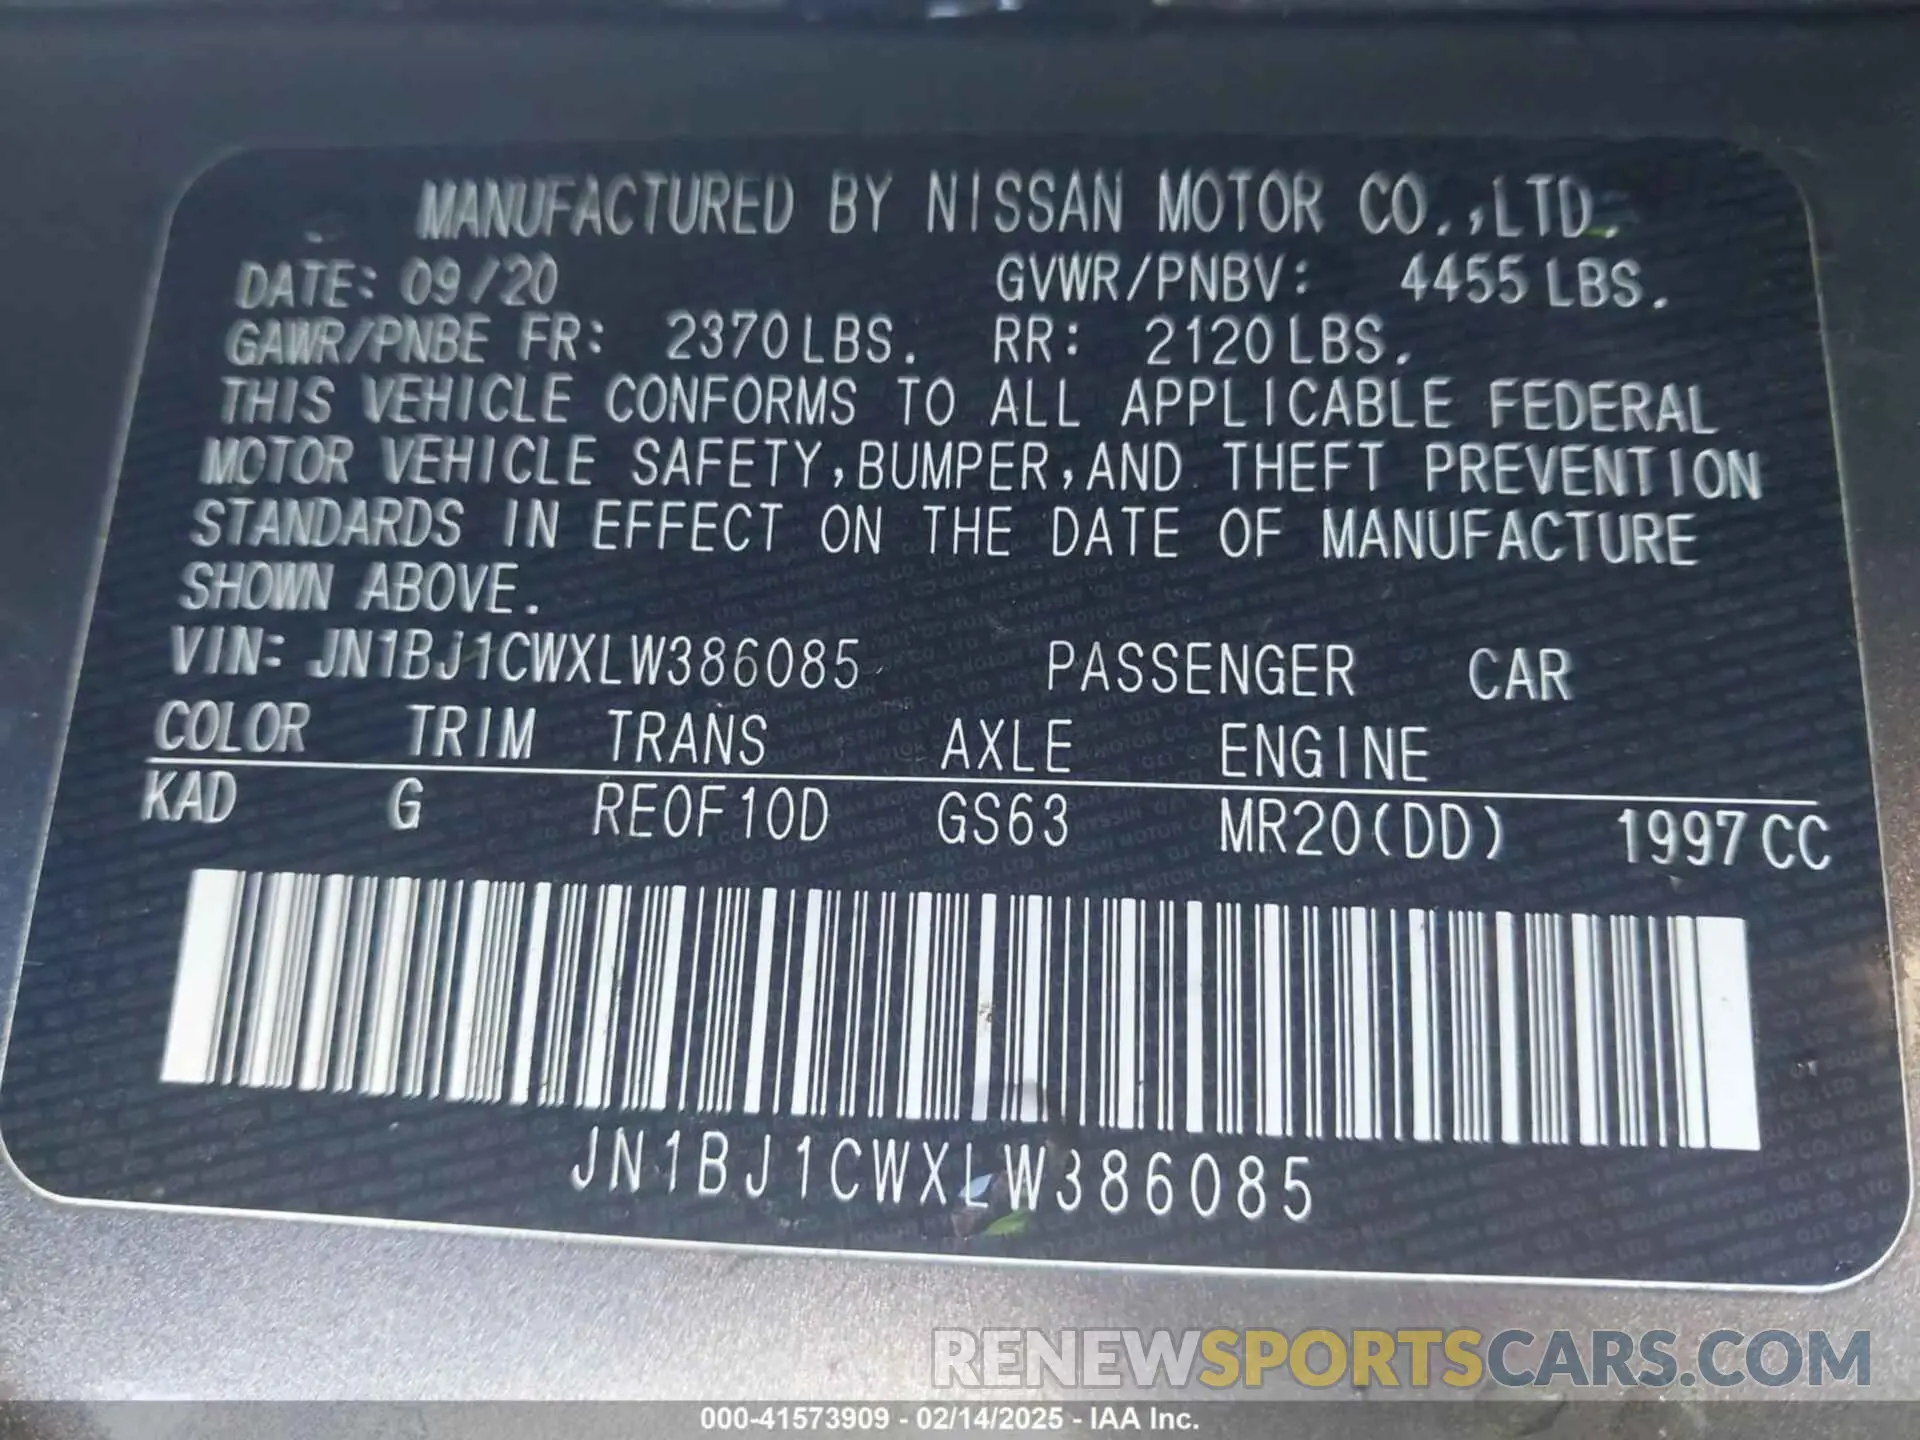 MANUFACTURED BY NISSAN MOTOR CO.,LTD.
DATE: 09/20 GVWR/PNBV: 4455 LBS.
GAWR/PNBE FR: 2370 LBS. RR: 2120 LBS.
THIS VEHICLE CONFORMS TO ALL APPLICABLE FEDERAL
MOTOR VEHICLE SAFETY,BUMPER,AND THEFT PREVENTION
STANDARDS IN EFFECT ON THE DATE OF MANUFACTURE
SHOWN ABOVE.
VIN: JN1BJ1CWXLW386085 PASSENGER CAR
COLOR TRIM TRANS AXLE ENGINE
KAD G RE0F10D GS63 MR20(DD) 1997 CC
JN1BJ1CWXLW386085
RENEWSPORTSCARS.COM
000-41573909 - 02/14/2025 - IAA Inc.